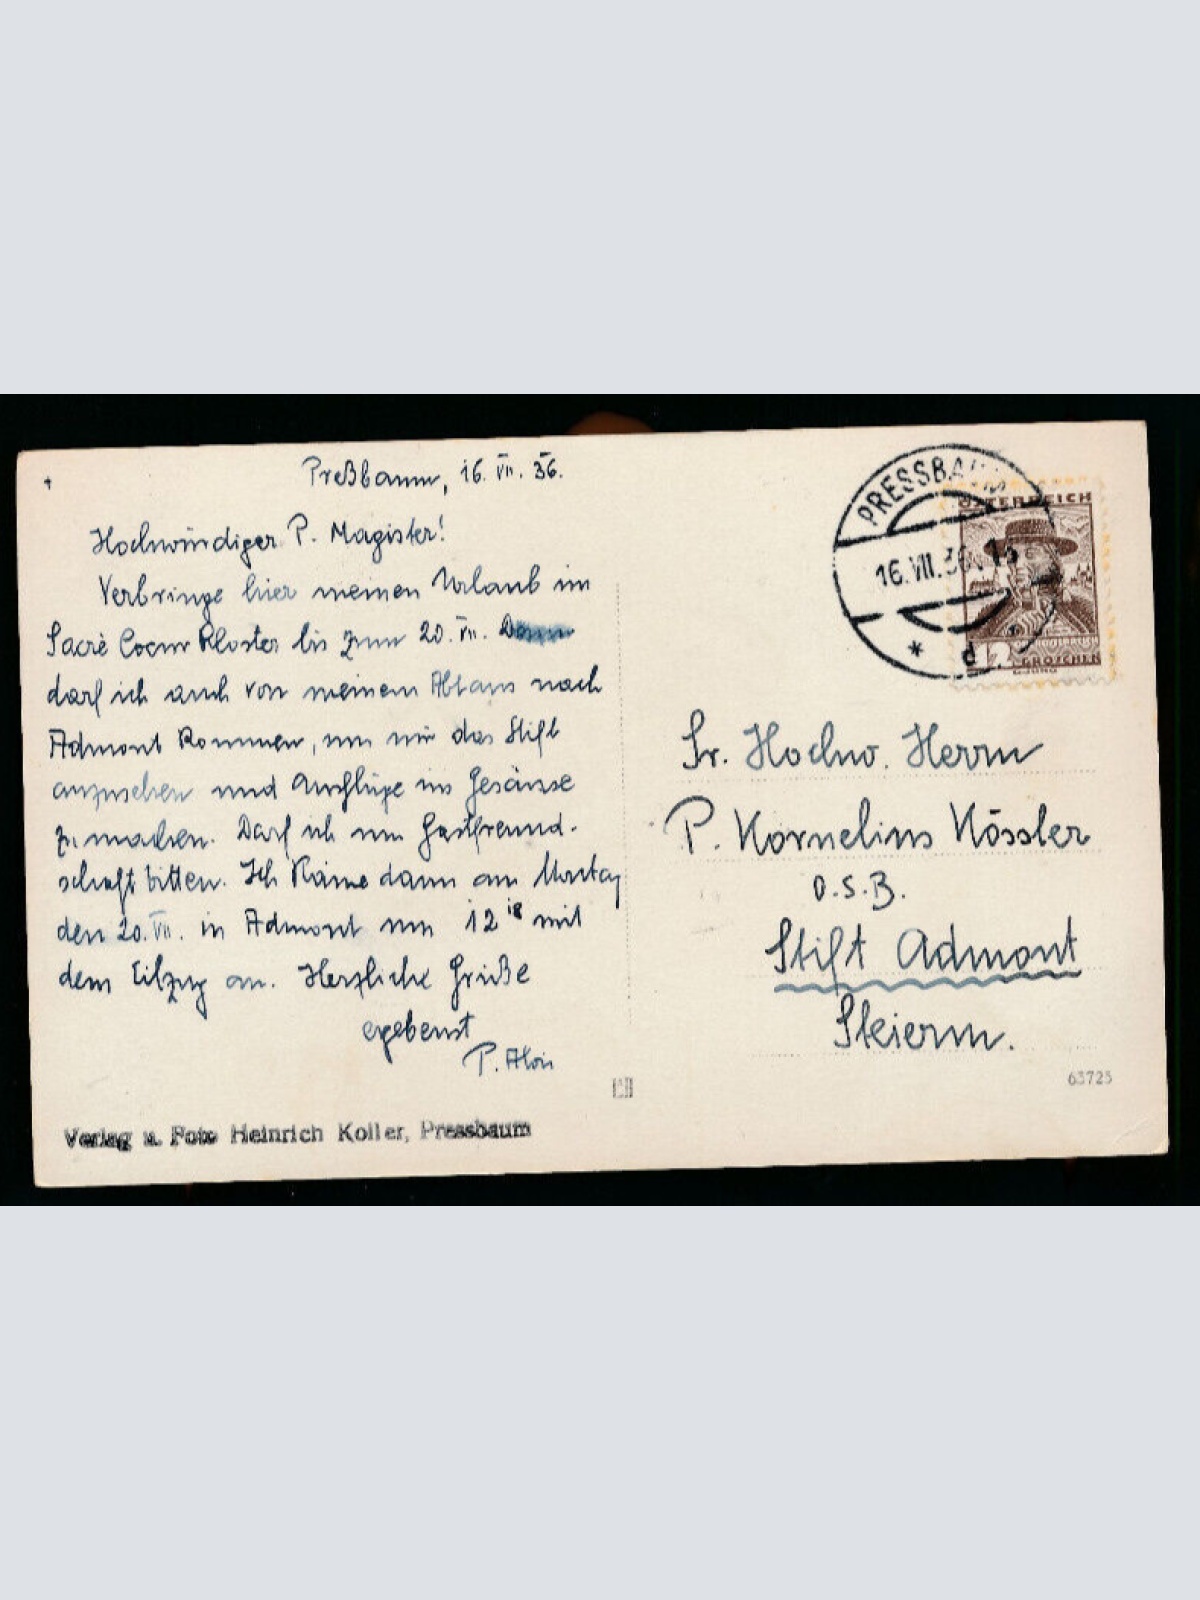 +
Preßbaum, 16. VII. 36.
Hochwürdiger P. Magister!
Verbringe hier meinen Urlaub im
Sacré Coeur Kloster bis zum 20. VII. Dann
darf ich auch von meinem Abt aus nach
Admont kommen, um mir das Stift
anzusehen und Ausflüge ins Gesäuse
zu machen. Darf ich um Gastfreund-
schaft bitten. Ich käme dann am Montag
den 20. VII. in Admont um 12 18 mit
dem Eilzug an. Herzliche Grüße
ergebenst
P. Alois
Verlag u. Foto Heinrich Koller, Pressbaum
PRESSBAUM
16. VII. 36
* d
ÖSTERREICH
GROSCHEN
Sr. Hochw. Herrn
P. Kornelius Kössler
O.S.B.
Stift Admont
Steierm.
63725